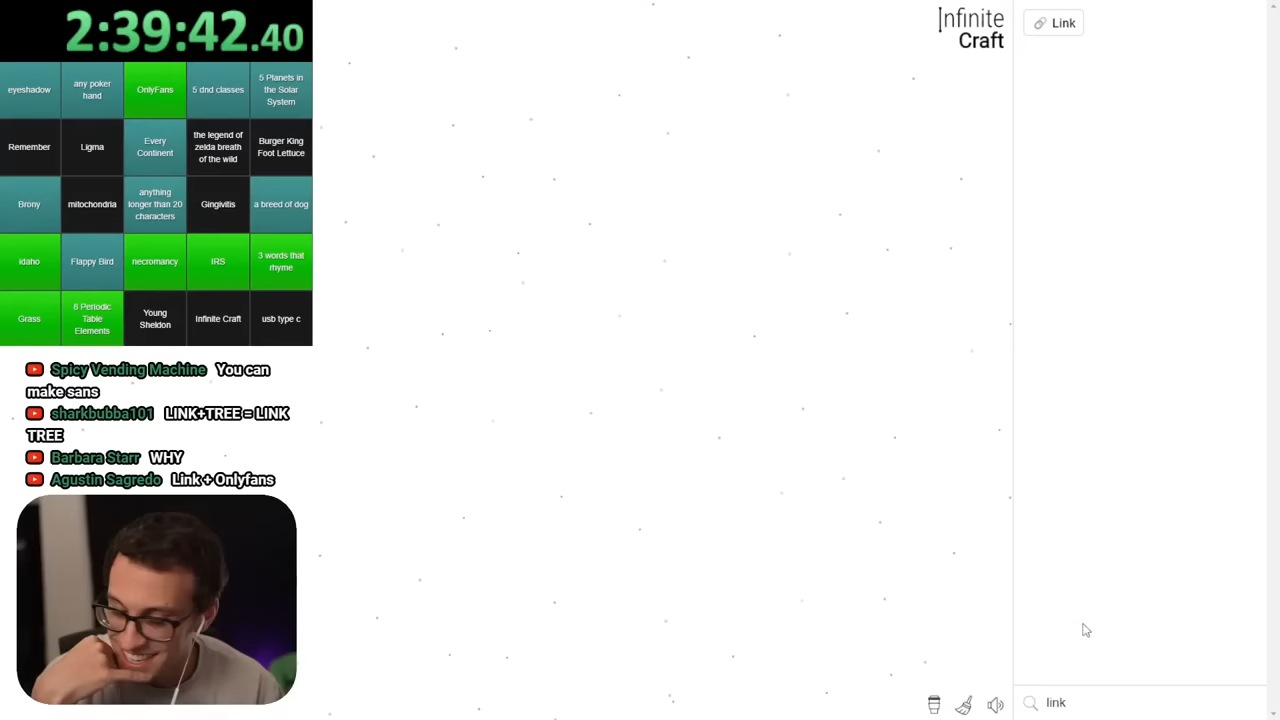 2:39:42.40
eyeshadow
any poker
hand
OnlyFans
5 dnd classes
5 Planets in
the Solar
System
Remember
Ligma
Every
Continent
the legend of
zelda breath
of the wild
Burger King
Foot Lettuce
Brony
mitochondria
anything
longer than 20
characters
Gingivitis
a breed of dog
idaho
Flappy Bird
necromancy
IRS
3 words that
rhyme
Grass
8 Periodic
Table
Elements
Young
Sheldon
Infinite Craft
usb type c
Spicy Vending Machine You can
make sans
sharkbubba101 LINK+TREE = LINK
TREE
Barbara Starr WHY
Agustin Sagredo Link + Onlyfans
Infinite
Craft
Link
link